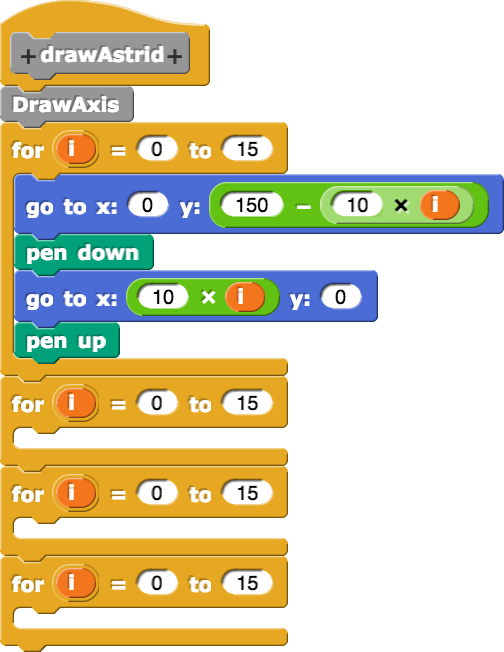 + drawAstrid +
DrawAxis
for i = 0 to 15
go to x: 0 y: 150 − 10 × i
pen down
go to x: 10 × i y: 0
pen up
for i = 0 to 15
for i = 0 to 15
for i = 0 to 15